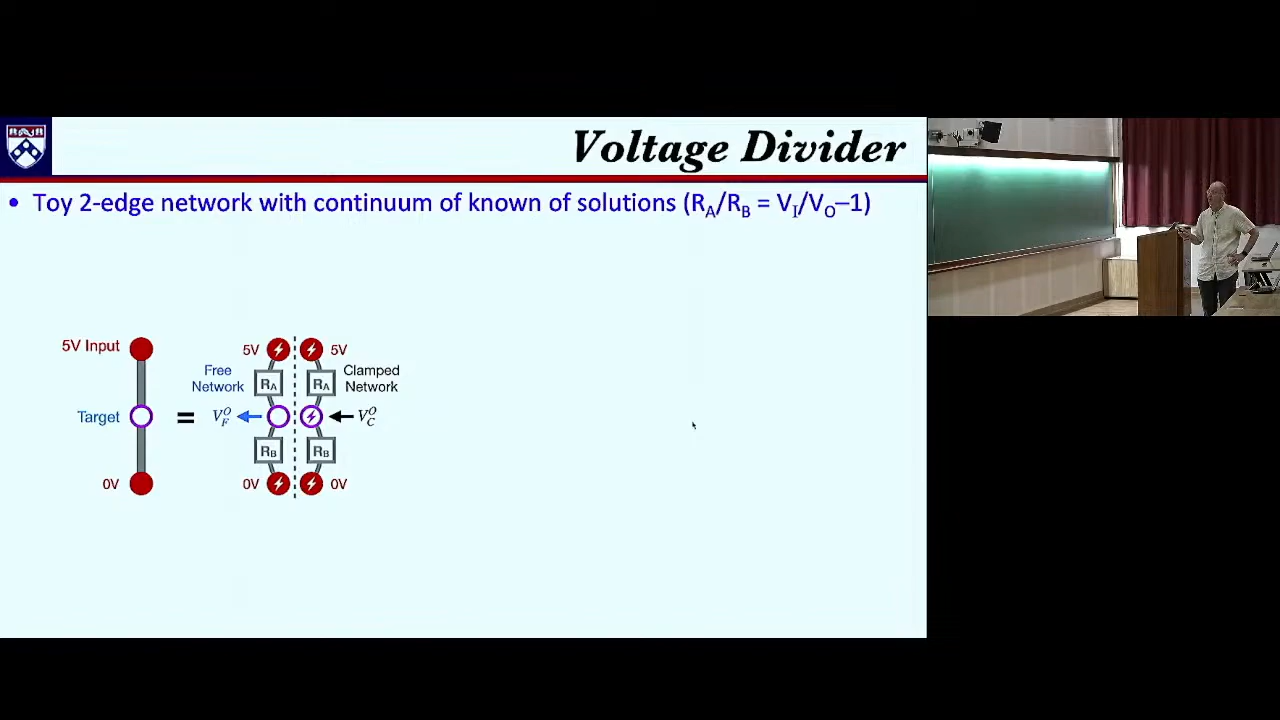 Voltage Divider
• Toy 2-edge network with continuum of known of solutions (R_A/R_B = V_I/V_O–1)
5V Input
Target
0V
=
5V
5V
Free
Network
Clamped
Network
R_A
R_A
V_F^O
V_C^O
R_B
R_B
0V
0V